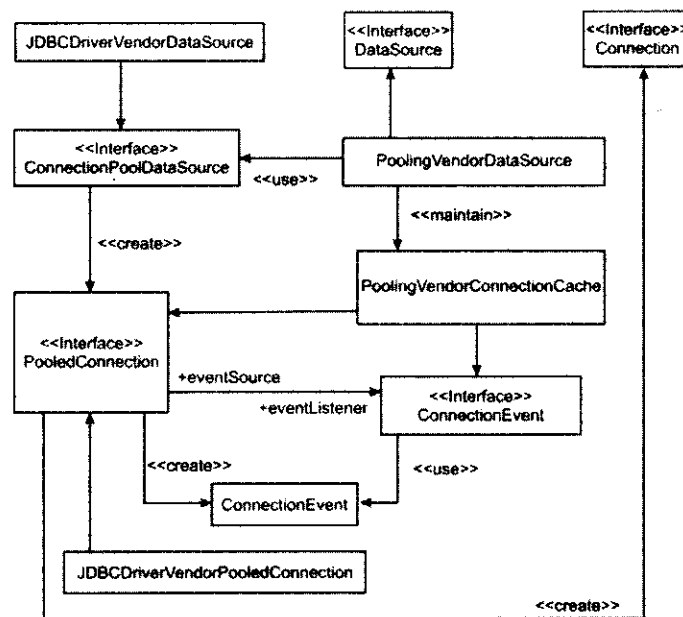 JDBCDriverVendorDataSource
<<Interface>>
DataSource
<<Interface>>
Connection
<<Interface>>
ConnectionPoolDataSource
<<use>>
PoolingVendorDataSource
<<maintain>>
<<create>>
PoolingVendorConnectionCache
<<Interface>>
PooledConnection
+eventSource
+eventListener
<<Interface>>
ConnectionEvent
<<create>>
<<use>>
ConnectionEvent
JDBCDriverVendorPooledConnection
<<create>>